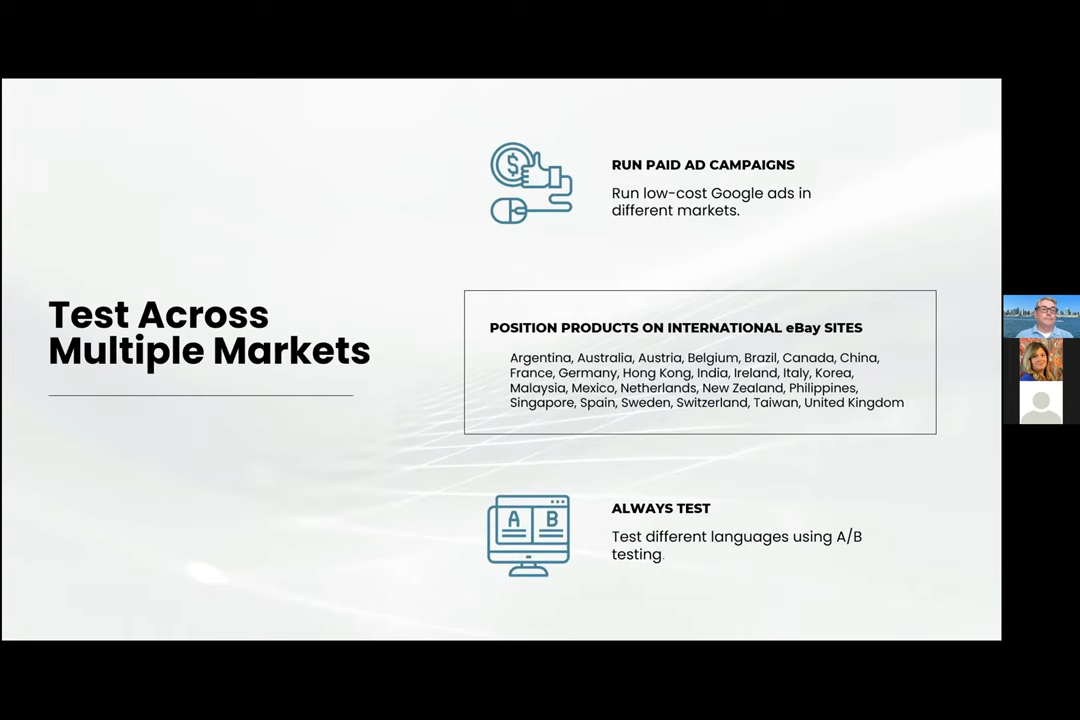 Test Across
Multiple Markets
$
RUN PAID AD CAMPAIGNS
Run low-cost Google ads in
different markets.
POSITION PRODUCTS ON INTERNATIONAL eBay SITES
Argentina, Australia, Austria, Belgium, Brazil, Canada, China,
France, Germany, Hong Kong, India, Ireland, Italy, Korea,
Malaysia, Mexico, Netherlands, New Zealand, Philippines,
Singapore, Spain, Sweden, Switzerland, Taiwan, United Kingdom
A B
ALWAYS TEST
Test different languages using A/B
testing.